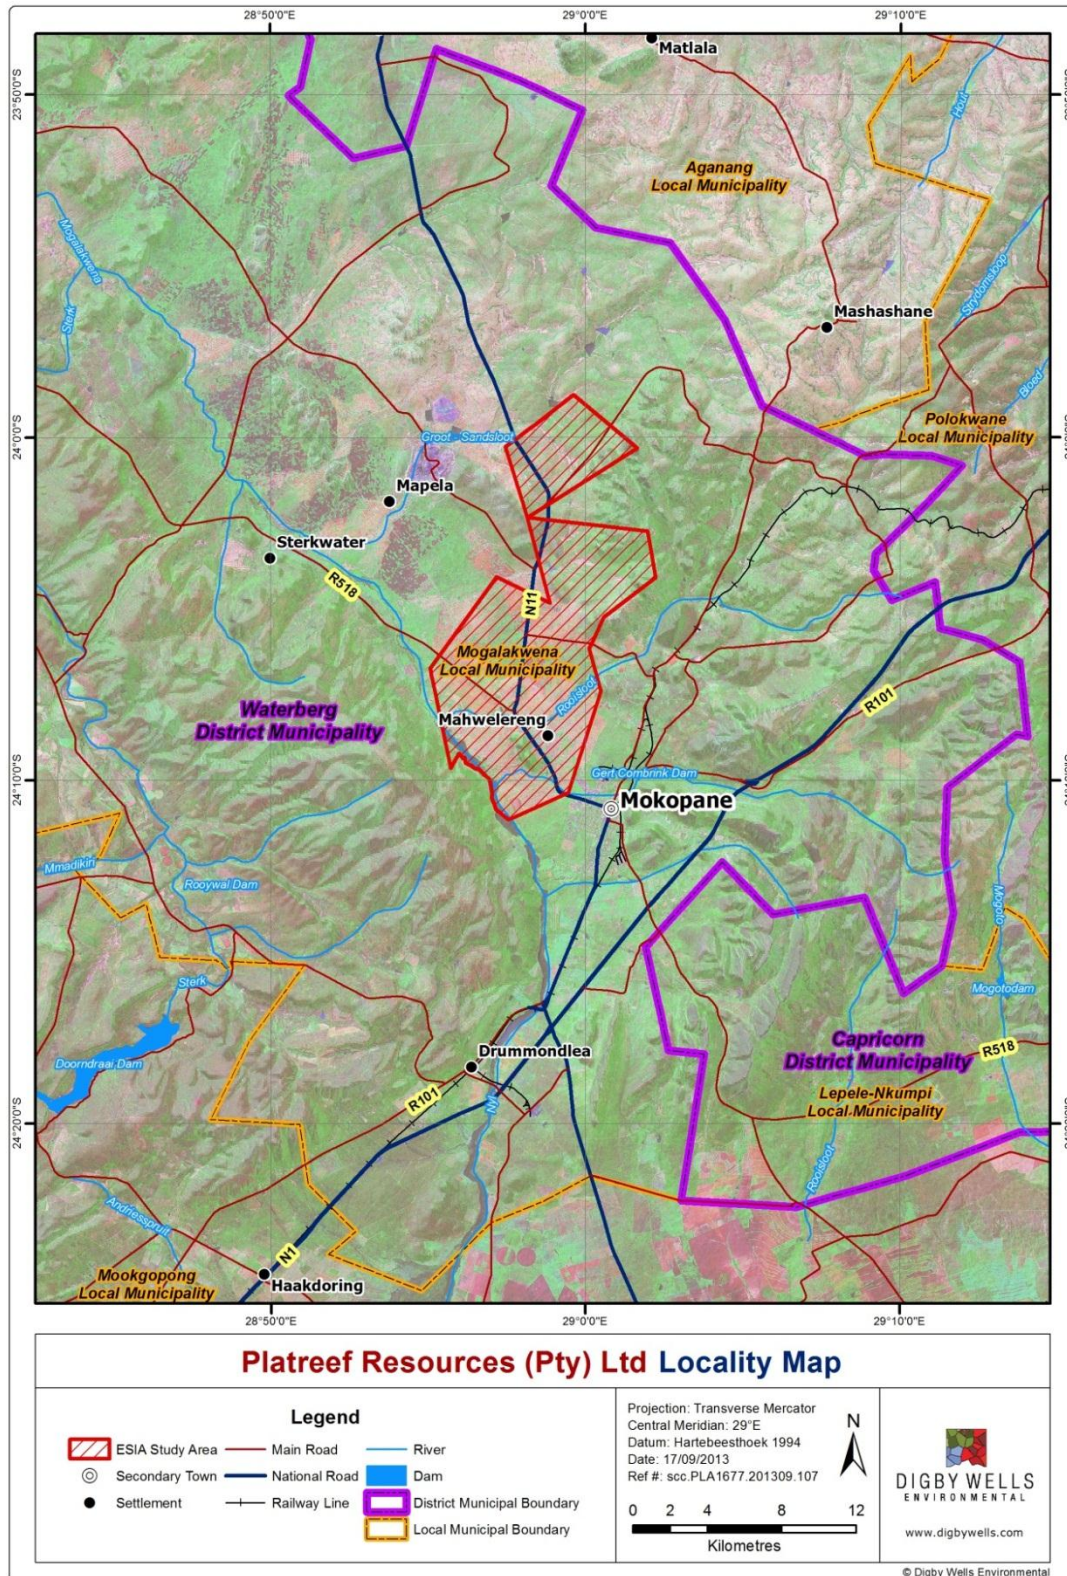 28°50'0"E
29°0'0"E
29°10'0"E
Matlala
23°50'0"S
Hout
Aganang
Local Municipality
Mogalakwena
Sterk
Strydomsloop
Mashashane
Bloed
Polokwane
Local Municipality
24°0'0"S
Groot - Sandsloot
Mapela
Sterkwater
R518
N11
Mogalakwena
Local Municipality
Rooisloot
R101
Waterberg
District Municipality
Mahwelereng
24°10'0"S
Gert Combrink Dam
Mokopane
Mmadikiri
Rooywal Dam
Mogoto
Sterk
Mogotodam
Doorndraai Dam
Drummondlea
Capricorn
District Municipality
R518
Lepele-Nkumpi
Local Municipality
R101
Nyl
24°20'0"S
Rooisloot
Andriesspruit
N1
Mookgopong
Local Municipality
Haakdoring
28°50'0"E
29°0'0"E
29°10'0"E
Platreef Resources (Pty) Ltd Locality Map
Legend
ESIA Study Area
Main Road
River
Secondary Town
National Road
Dam
Settlement
Railway Line
District Municipal Boundary
Local Municipal Boundary
Projection: Transverse Mercator
Central Meridian: 29°E
Datum: Hartebeesthoek 1994
Date: 17/09/2013
Ref #: scc.PLA1677.201309.107
N
0 2 4 8 12
Kilometres
DIGBY WELLS
ENVIRONMENTAL
www.digbywells.com
© Digby Wells Environmental